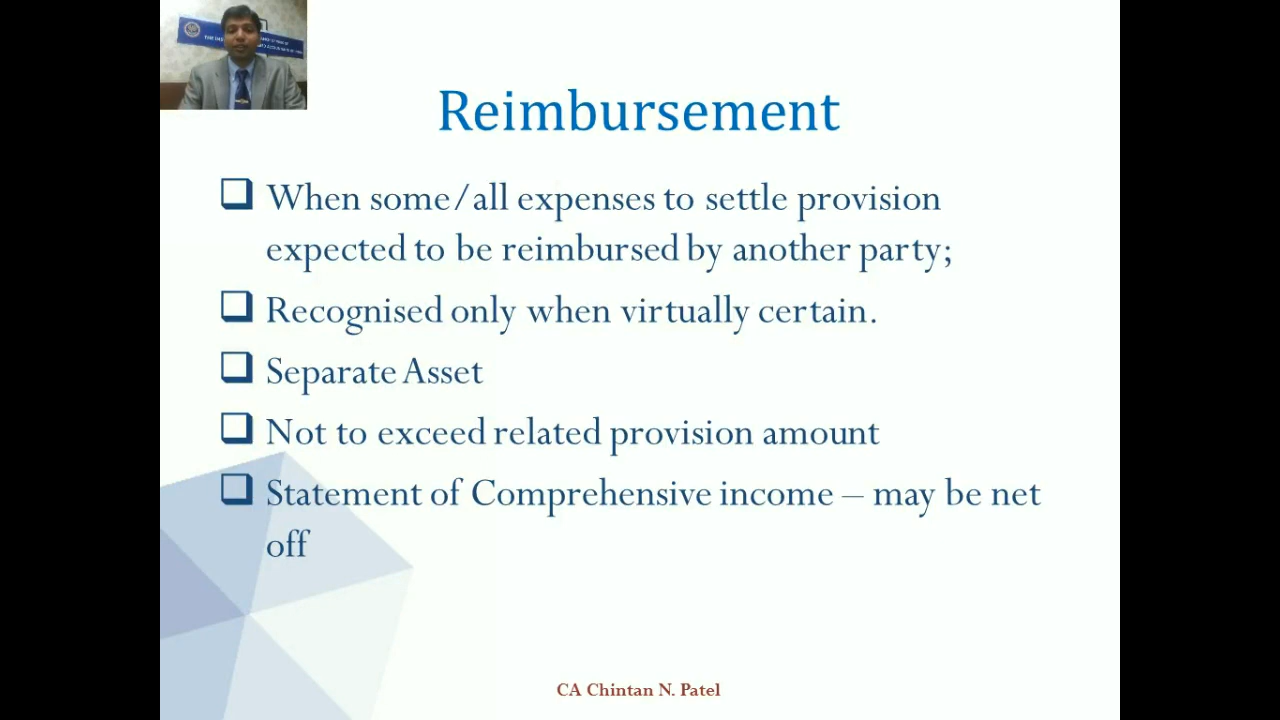 Reimbursement
When some/all expenses to settle provision
expected to be reimbursed by another party;
Recognised only when virtually certain.
Separate Asset
Not to exceed related provision amount
Statement of Comprehensive income – may be net
off
CA Chintan N. Patel